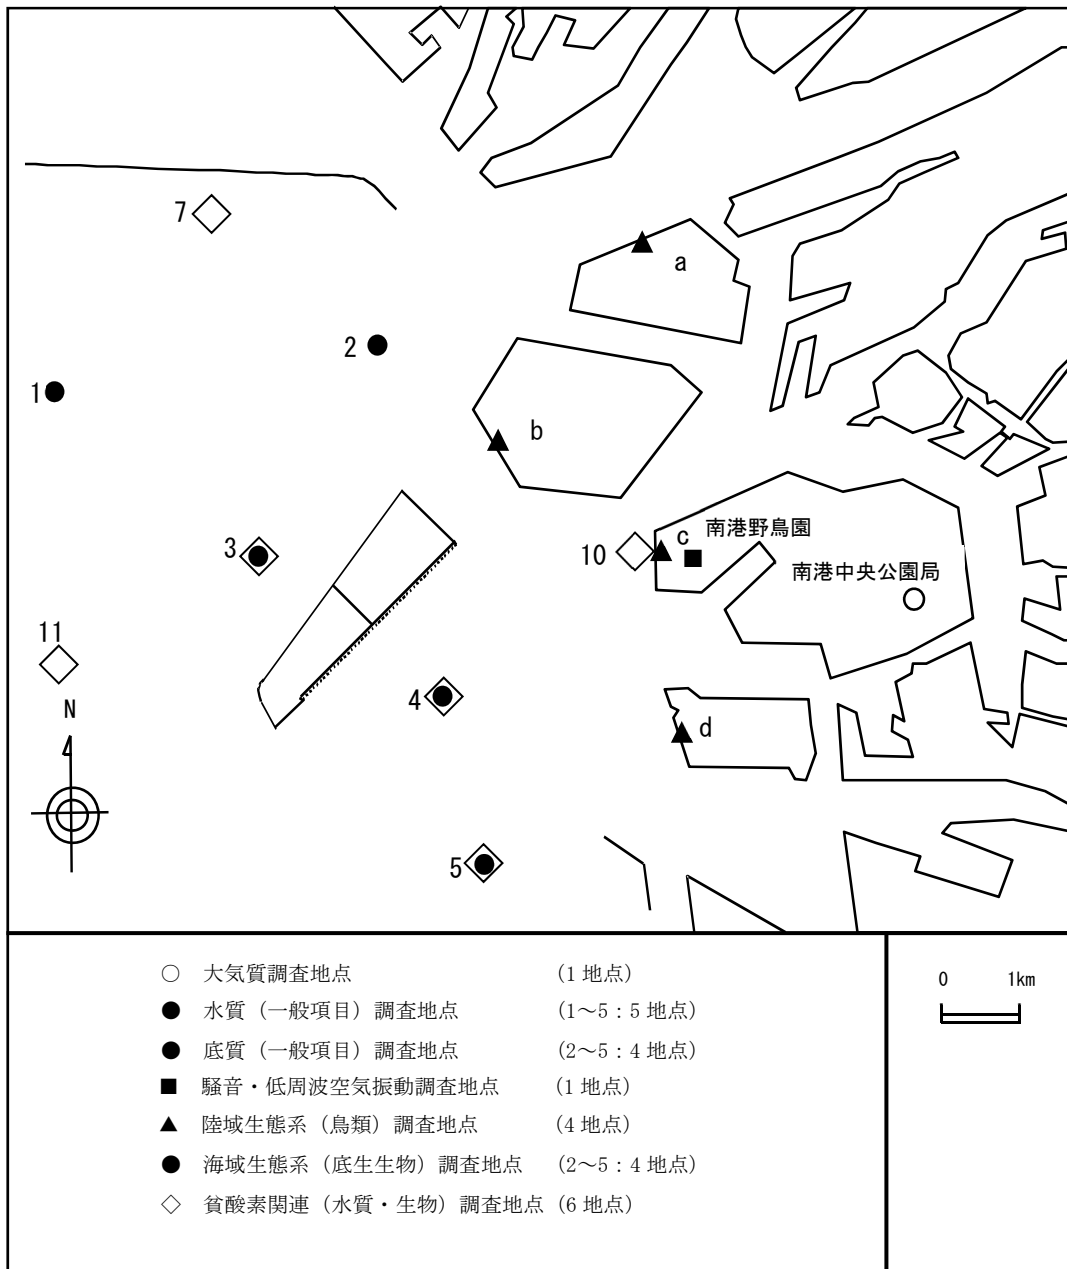 7
a
2
1
b
3
10
c
南港野鳥園
南港中央公園局
11
N
4
d
5
○ 大気質調査地点 (1 地点)
● 水質（一般項目）調査地点 (1～5：5 地点)
● 底質（一般項目）調査地点 (2～5：4 地点)
■ 騒音・低周波空気振動調査地点 (1 地点)
▲ 陸域生態系（鳥類）調査地点 (4 地点)
● 海域生態系（底生生物）調査地点 (2～5：4 地点)
◇ 貧酸素関連（水質・生物）調査地点 (6 地点)
0 1km